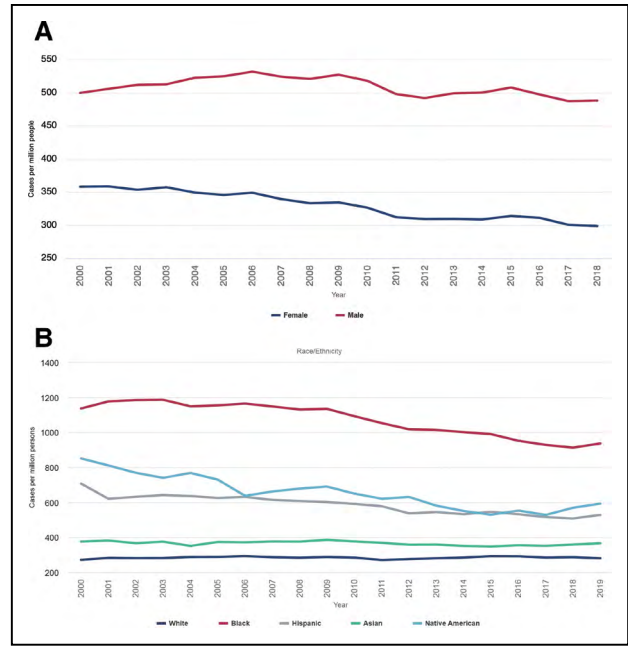 A
550
500
450
400
350
300
250
Cases per million people
2000 2001 2002 2003 2004 2005 2006 2007 2008 2009 2010 2011 2012 2013 2014 2015 2016 2017 2018
Year
Female Male
B
Race/Ethnicity
1400
1200
1000
800
600
400
200
Cases per million persons
2000 2001 2002 2003 2004 2005 2006 2007 2008 2009 2010 2011 2012 2013 2014 2015 2016 2017 2018 2019
Year
White Black Hispanic Asian Native American